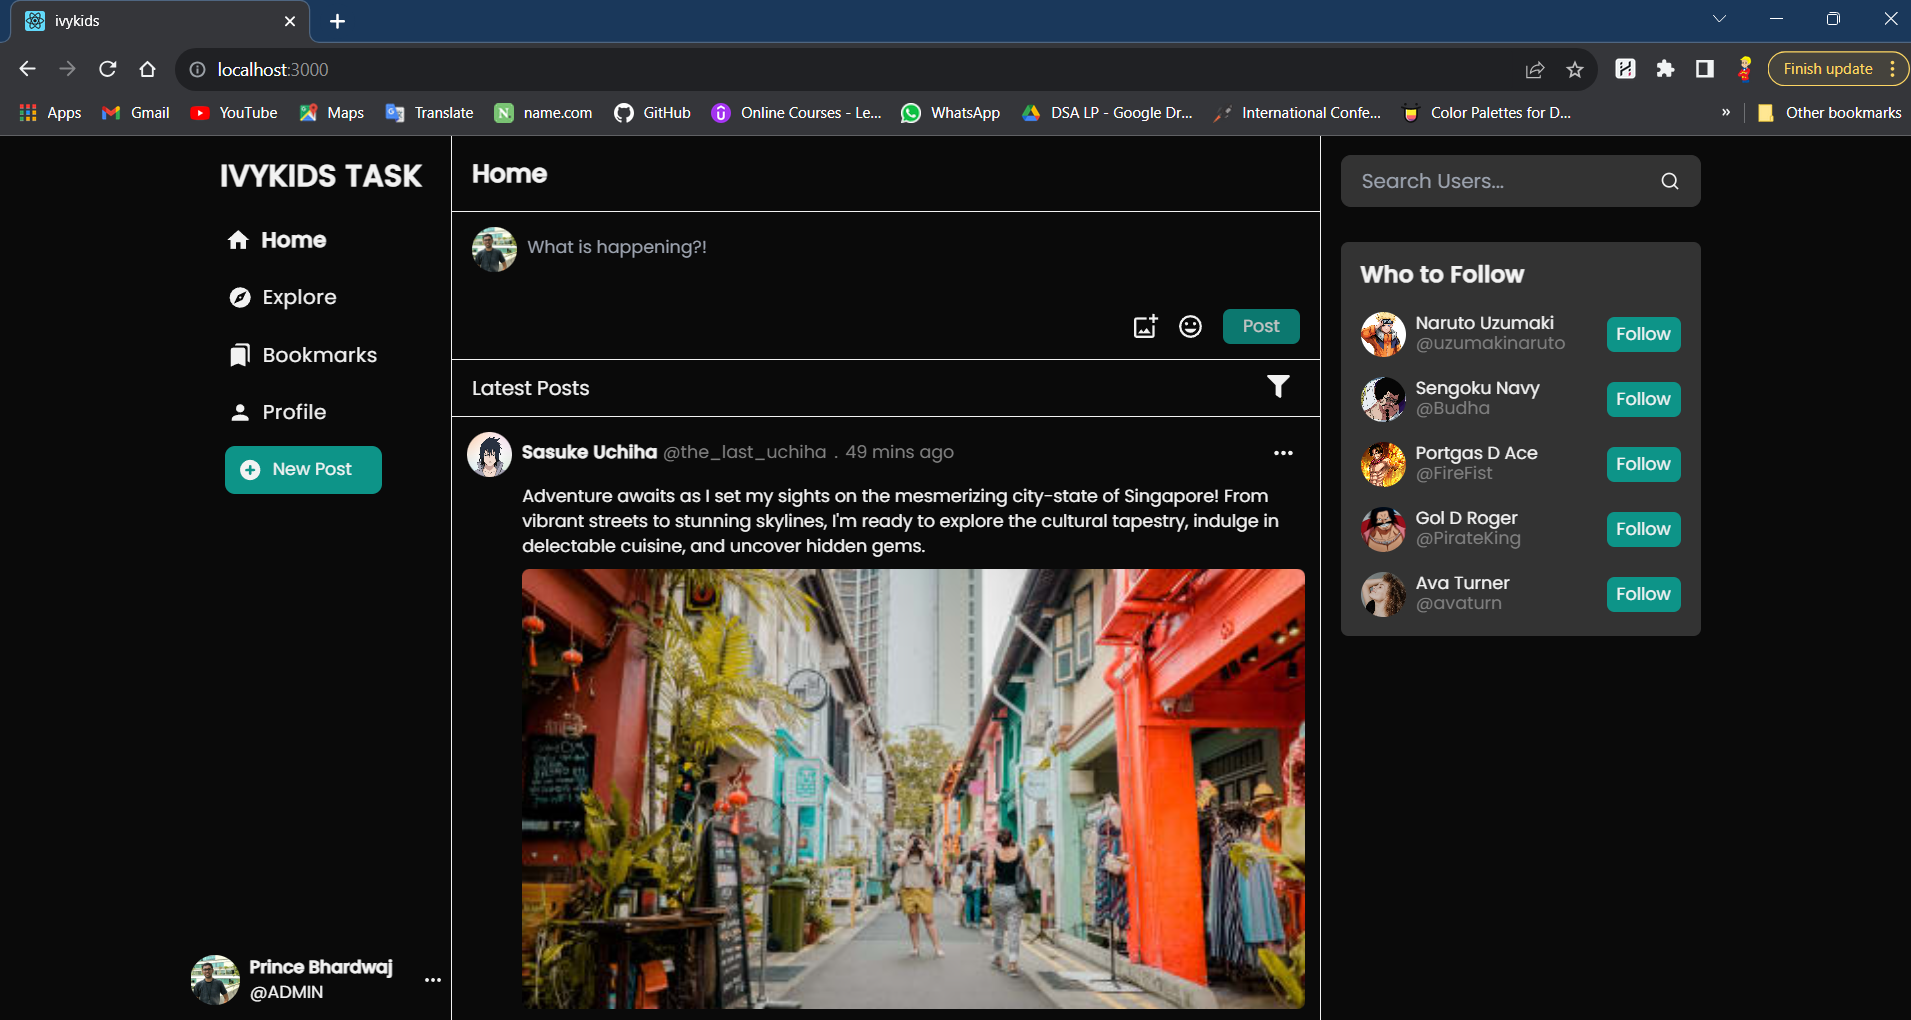 ivykids
localhost:3000
Finish update
Apps
Gmail
YouTube
Maps
Translate
name.com
GitHub
Online Courses - Le...
WhatsApp
DSA LP - Google Dr...
International Confe...
Color Palettes for D...
»
Other bookmarks
IVYKIDS TASK
Home
Explore
Bookmarks
Profile
New Post
Prince Bhardwaj
@ADMIN
Home
What is happening?!
Post
Latest Posts
Sasuke Uchiha @the_last_uchiha . 49 mins ago
Adventure awaits as I set my sights on the mesmerizing city-state of Singapore! From
vibrant streets to stunning skylines, I'm ready to explore the cultural tapestry, indulge in
delectable cuisine, and uncover hidden gems.
Search Users...
Who to Follow
Naruto Uzumaki
@uzumakinaruto
Follow
Sengoku Navy
@Budha
Follow
Portgas D Ace
@FireFist
Follow
Gol D Roger
@PirateKing
Follow
Ava Turner
@avaturn
Follow